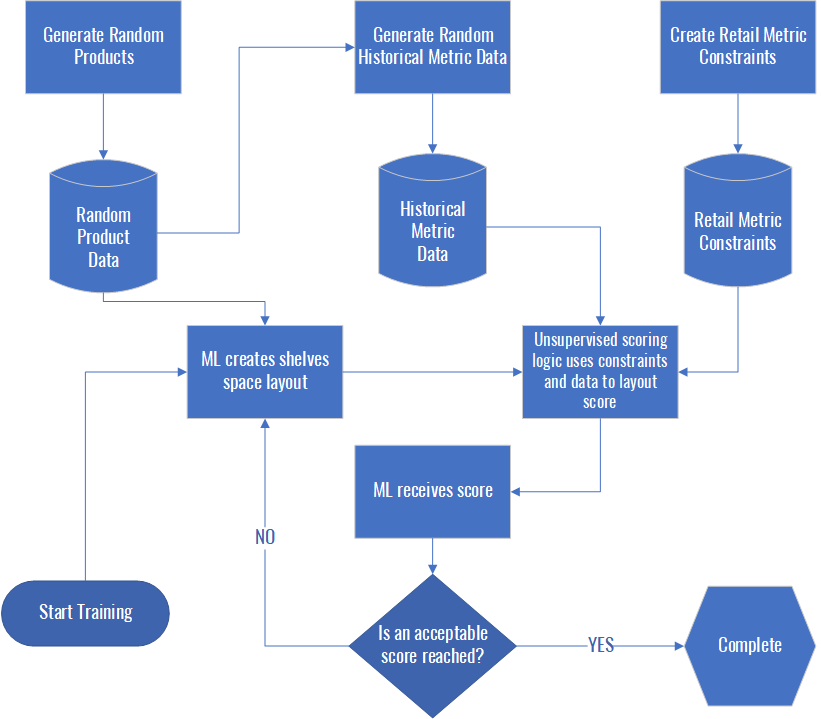 Generate Random
Products
Generate Random
Historical Metric Data
Create Retail Metric
Constraints
Random
Product
Data
Historical
Metric
Data
Retail Metric
Constraints
ML creates shelves
space layout
Unsupervised scoring
logic uses constraints
and data to layout
score
ML receives score
NO
Start Training
Is an acceptable
score reached?
YES
Complete